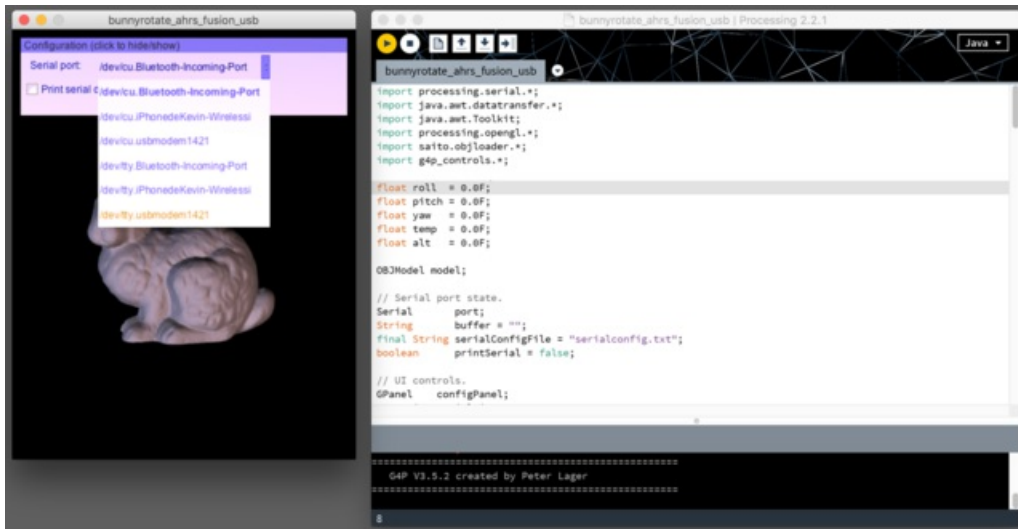 bunnyrotate_ahrs_fusion_usb
Configuration (click to hide/show)
Serial port: /dev/cu.Bluetooth-Incoming-Port
Print serial
/dev/cu.Bluetooth-Incoming-Port
/dev/cu.iPhonedeKevin-Wirelessi
/dev/cu.usbmodem1421
/dev/tty.Bluetooth-Incoming-Port
/dev/tty.iPhonedeKevin-Wirelessi
/dev/tty.usbmodem1421
bunnyrotate_ahrs_fusion_usb | Processing 2.2.1
Java
bunnyrotate_ahrs_fusion_usb
import processing.serial.*;
import java.awt.datatransfer.*;
import java.awt.Toolkit;
import processing.opengl.*;
import saito.objloader.*;
import g4p_controls.*;
float roll = 0.0F;
float pitch = 0.0F;
float yaw = 0.0F;
float temp = 0.0F;
float alt = 0.0F;
OBJModel model;
// Serial port state.
Serial port;
String buffer = "";
final String serialConfigFile = "serialconfig.txt";
boolean printSerial = false;
// UI controls.
GPanel configPanel;
===================================================
G4P V3.5.2 created by Peter Lager
===================================================
8